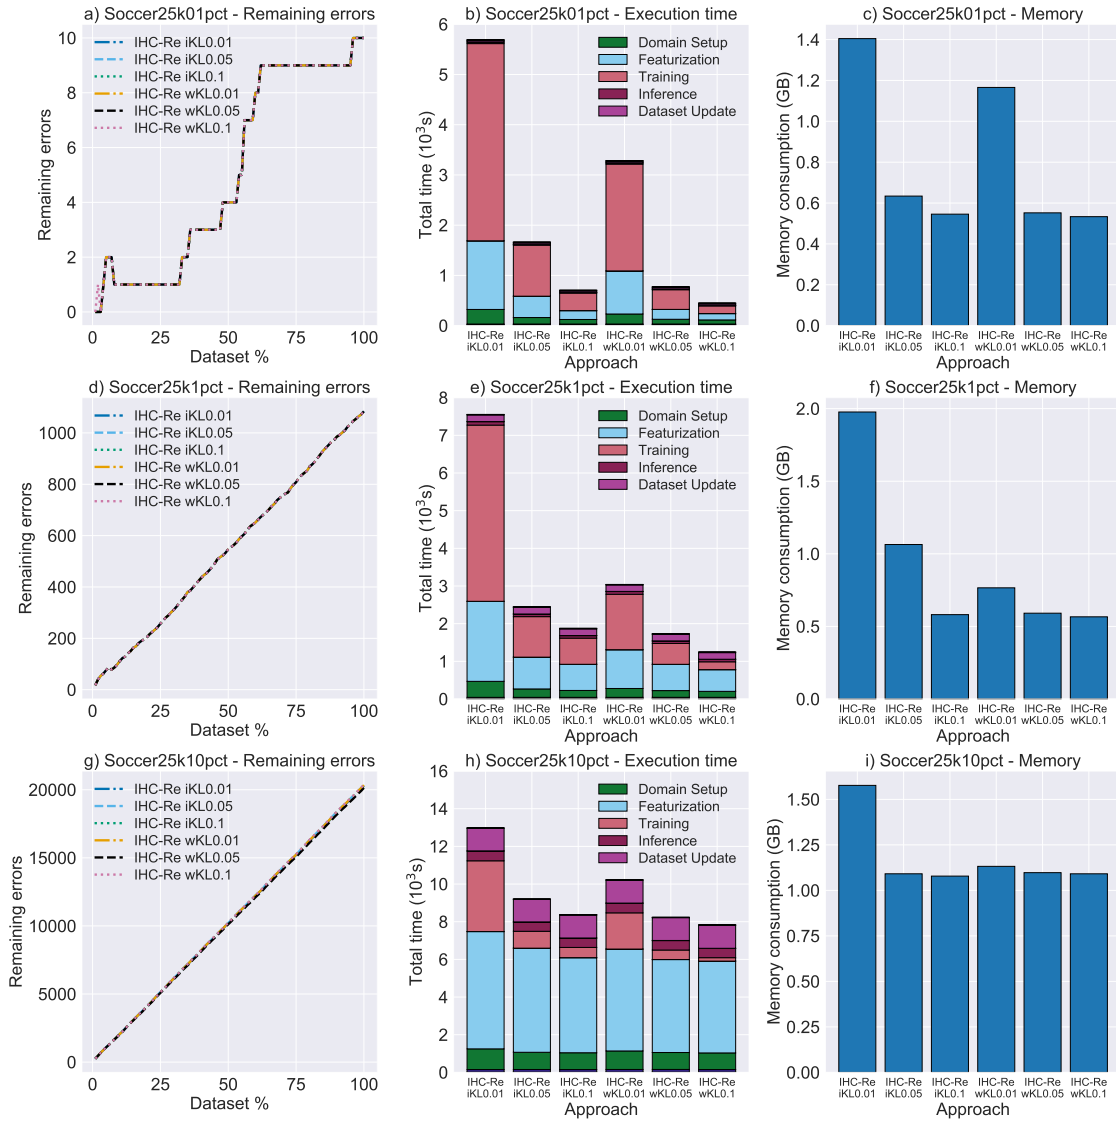 a) Soccer25k01pct - Remaining errors
10
8
6
4
2
0
Remaining errors
IHC-Re iKL0.01
IHC-Re iKL0.05
IHC-Re iKL0.1
IHC-Re wKL0.01
IHC-Re wKL0.05
IHC-Re wKL0.1
0 25 50 75 100
Dataset %
b) Soccer25k01pct - Execution time
6
5
4
3
2
1
0
Total time (10³s)
Domain Setup
Featurization
Training
Inference
Dataset Update
IHC-Re iKL0.01
IHC-Re iKL0.05
IHC-Re iKL0.1
IHC-Re wKL0.01
IHC-Re wKL0.05
IHC-Re wKL0.1
Approach
c) Soccer25k01pct - Memory
1.4
1.2
1.0
0.8
0.6
0.4
0.2
0.0
Memory consumption (GB)
IHC-Re iKL0.01
IHC-Re iKL0.05
IHC-Re iKL0.1
IHC-Re wKL0.01
IHC-Re wKL0.05
IHC-Re wKL0.1
Approach
d) Soccer25k1pct - Remaining errors
1000
800
600
400
200
0
Remaining errors
IHC-Re iKL0.01
IHC-Re iKL0.05
IHC-Re iKL0.1
IHC-Re wKL0.01
IHC-Re wKL0.05
IHC-Re wKL0.1
0 25 50 75 100
Dataset %
e) Soccer25k1pct - Execution time
8
7
6
5
4
3
2
1
0
Total time (10³s)
Domain Setup
Featurization
Training
Inference
Dataset Update
IHC-Re iKL0.01
IHC-Re iKL0.05
IHC-Re iKL0.1
IHC-Re wKL0.01
IHC-Re wKL0.05
IHC-Re wKL0.1
Approach
f) Soccer25k1pct - Memory
2.0
1.5
1.0
0.5
0.0
Memory consumption (GB)
IHC-Re iKL0.01
IHC-Re iKL0.05
IHC-Re iKL0.1
IHC-Re wKL0.01
IHC-Re wKL0.05
IHC-Re wKL0.1
Approach
g) Soccer25k10pct - Remaining errors
20000
15000
10000
5000
0
Remaining errors
IHC-Re iKL0.01
IHC-Re iKL0.05
IHC-Re iKL0.1
IHC-Re wKL0.01
IHC-Re wKL0.05
IHC-Re wKL0.1
0 25 50 75 100
Dataset %
h) Soccer25k10pct - Execution time
16
14
12
10
8
6
4
2
0
Total time (10³s)
Domain Setup
Featurization
Training
Inference
Dataset Update
IHC-Re iKL0.01
IHC-Re iKL0.05
IHC-Re iKL0.1
IHC-Re wKL0.01
IHC-Re wKL0.05
IHC-Re wKL0.1
Approach
i) Soccer25k10pct - Memory
1.50
1.25
1.00
0.75
0.50
0.25
0.00
Memory consumption (GB)
IHC-Re iKL0.01
IHC-Re iKL0.05
IHC-Re iKL0.1
IHC-Re wKL0.01
IHC-Re wKL0.05
IHC-Re wKL0.1
Approach